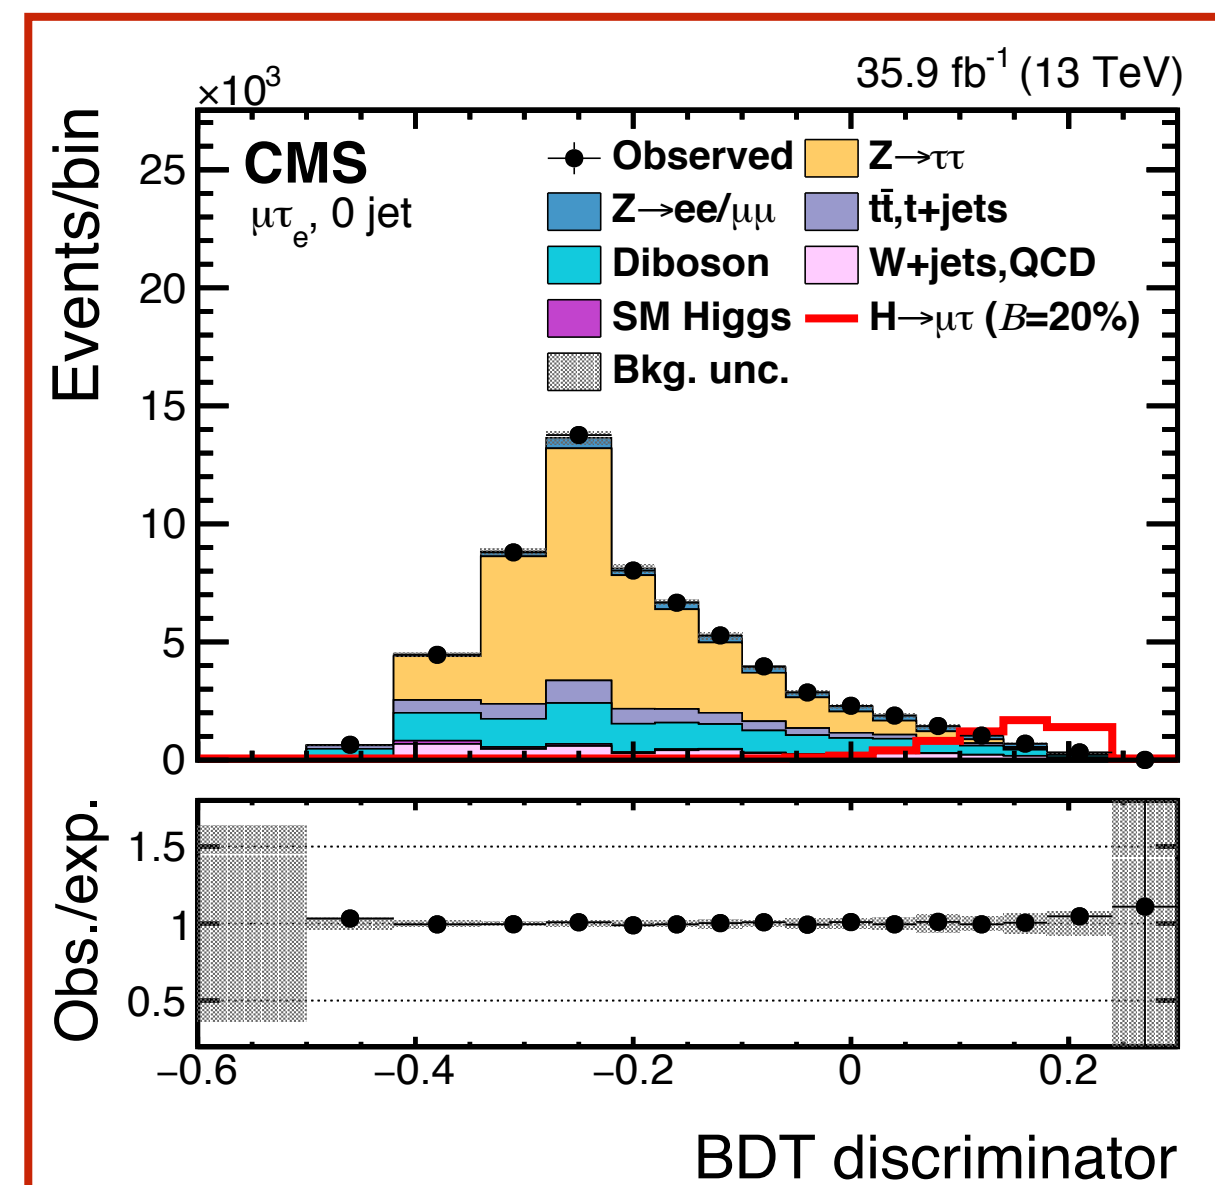 35.9 fb⁻¹ (13 TeV)
×10³
Events/bin
CMS
μτₑ, 0 jet
Observed
Z→ττ
Z→ee/μμ
tt̄,t+jets
Diboson
W+jets,QCD
SM Higgs
H→μτ (B=20%)
Bkg. unc.
25
20
15
10
5
0
Obs./exp.
1.5
1
0.5
−0.6 −0.4 −0.2 0 0.2
BDT discriminator